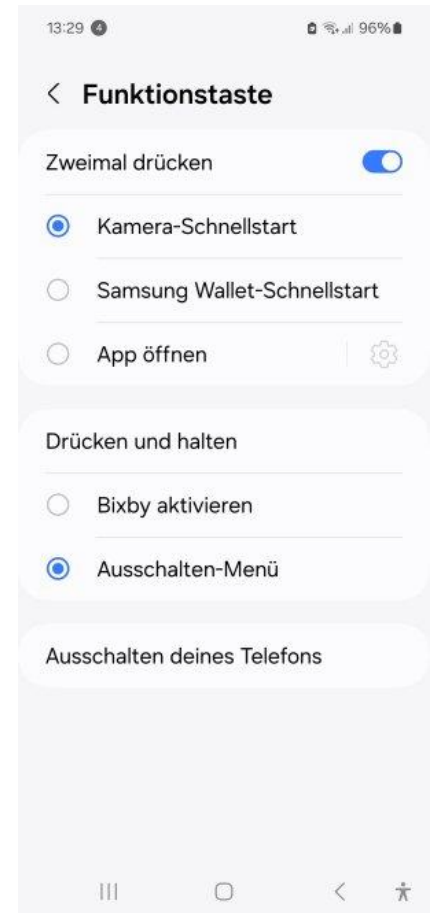 13:29 4 96%
Funktionstaste
Zweimal drücken
Kamera-Schnellstart
Samsung Wallet-Schnellstart
App öffnen
Drücken und halten
Bixby aktivieren
Ausschalten-Menü
Ausschalten deines Telefons